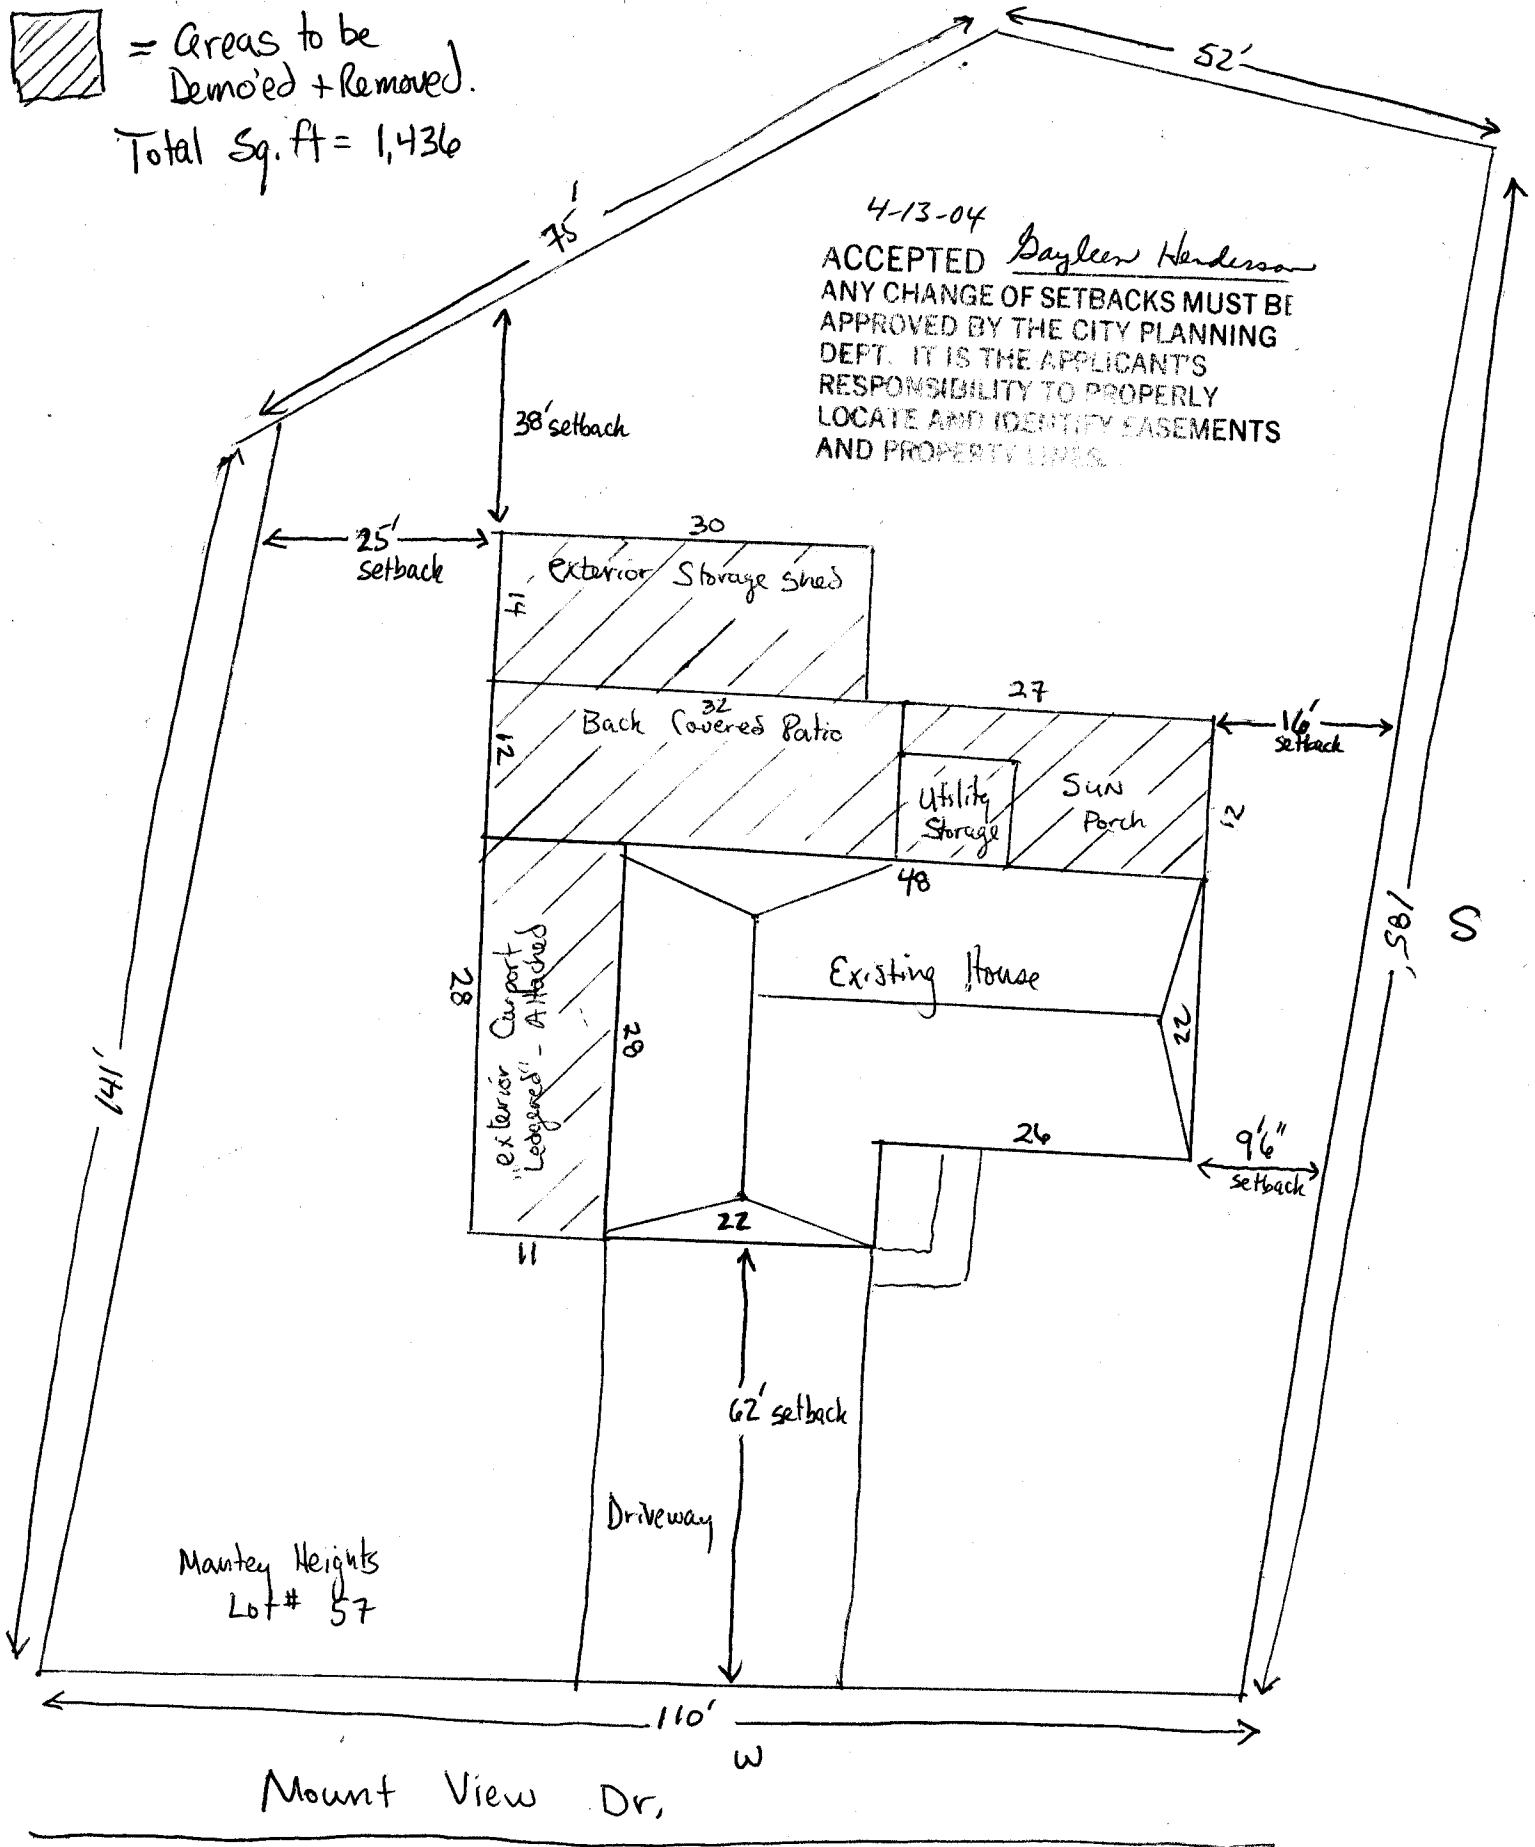 = areas to be
Demo'ed + Removed.
Total Sq. ft = 1,436
52'
75'
4-13-04
ACCEPTED Gayleen Henderson
ANY CHANGE OF SETBACKS MUST BE
APPROVED BY THE CITY PLANNING
DEPT. IT IS THE APPLICANT'S
RESPONSIBILITY TO PROPERLY
LOCATE AND IDENTIFY EASEMENTS
AND PROPERTY LINES.
38' setback
25'
setback
30
exterior Storage shed
14
27
32
Back Covered Patio
12
16'
setback
Utility
Storage
Sun
Porch
12
48
185'
S
Existing House
28
"exterior Carport
Ledgered" - Attached
28
22
141'
26
9'6"
setback
22
11
62' setback
Driveway
Mantey Heights
Lot # 57
110'
W
Mount View Dr.